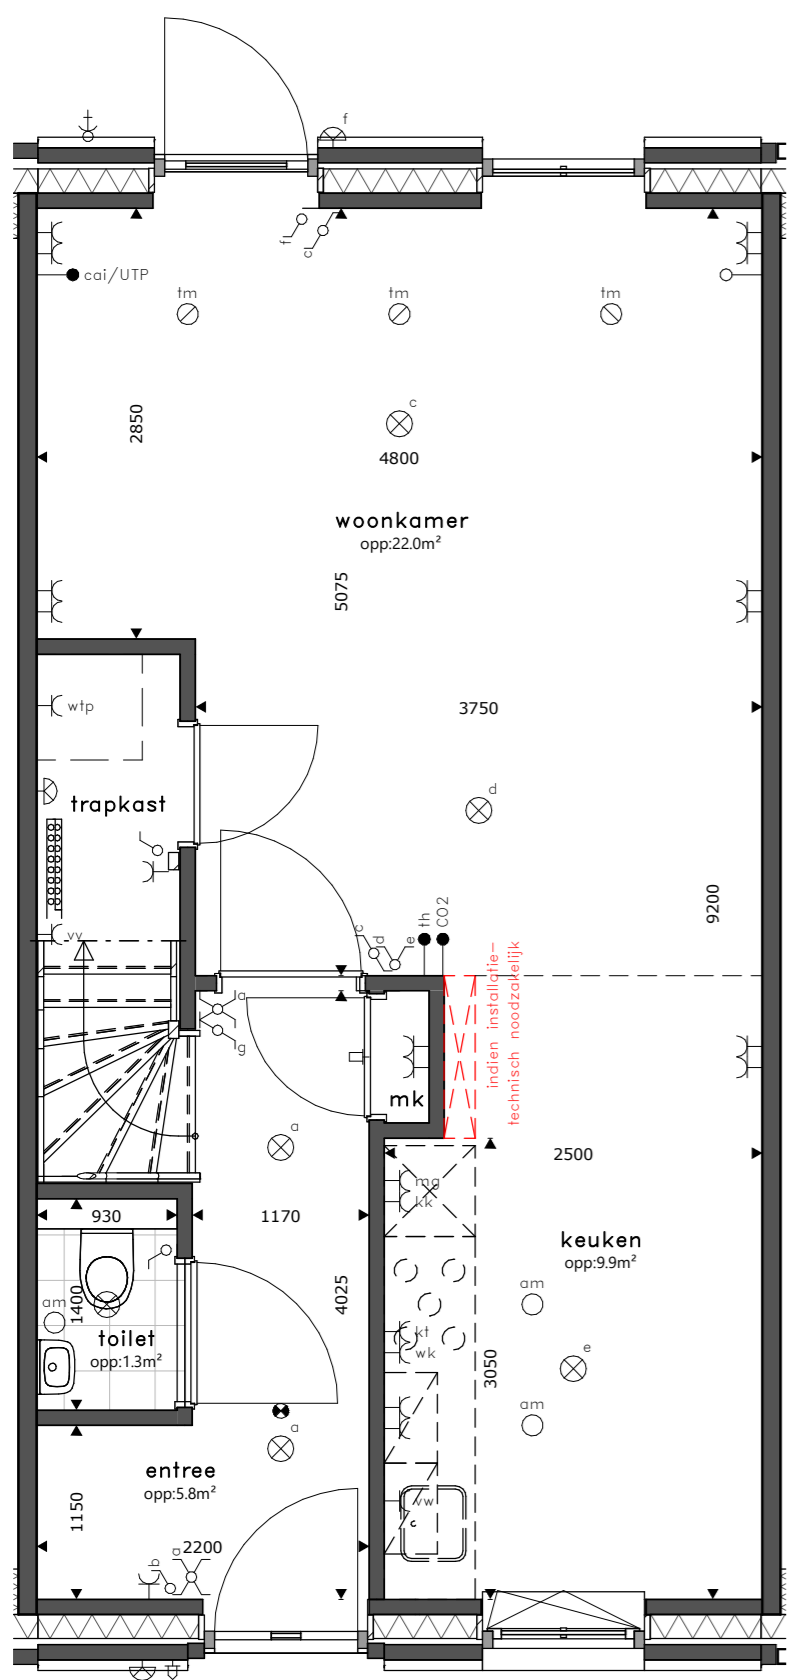 f
f
c
cai/UTP
tm
tm
tm
c
2850
4800
woonkamer
opp:22.0m²
5075
wtp
3750
trapkast
d
9200
vv
c
d
e
th
CO2
indien installatie-
technisch noodzakelijk
a
g
mk
a
2500
mg
kk
930
1170
keuken
opp:9.9m²
4025
1400
am
am
toilet
opp:1.3m²
kt
wk
3050
e
am
a
entree
opp:5.8m²
vw
c
1150
2200
b
a